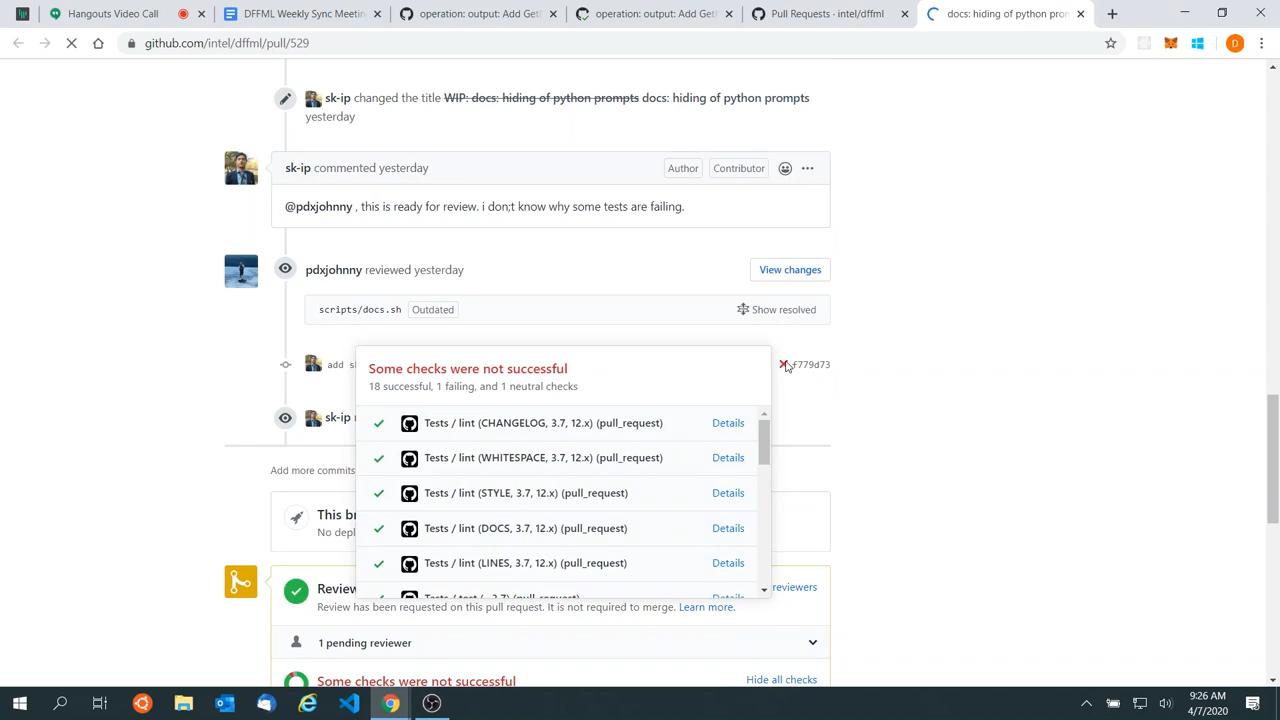 Hangouts Video Call
DFFML Weekly Sync Meetin
operation: output: Add Get
operation: output: Add Get
Pull Requests · intel/dffml
docs: hiding of python prom
github.com/intel/dffml/pull/529
D
sk-ip changed the title WIP: docs: hiding of python prompts docs: hiding of python prompts
yesterday
sk-ip commented yesterday
Author
Contributor
@pdxjohnny , this is ready for review. i don;t know why some tests are failing.
pdxjohnny reviewed yesterday
View changes
scripts/docs.sh
Outdated
Show resolved
add s
f779d73
Some checks were not successful
18 successful, 1 failing, and 1 neutral checks
sk-ip
Tests / lint (CHANGELOG, 3.7, 12.x) (pull_request)
Details
Tests / lint (WHITESPACE, 3.7, 12.x) (pull_request)
Details
Add more commits
Tests / lint (STYLE, 3.7, 12.x) (pull_request)
Details
This br
No depl
Tests / lint (DOCS, 3.7, 12.x) (pull_request)
Details
Tests / lint (LINES, 3.7, 12.x) (pull_request)
Details
Tests / test (., 3.7) (pull_request)
Details
Review
reviewers
Review has been requested on this pull request. It is not required to merge. Learn more.
1 pending reviewer
Some checks were not successful
Hide all checks
9:26 AM
4/7/2020